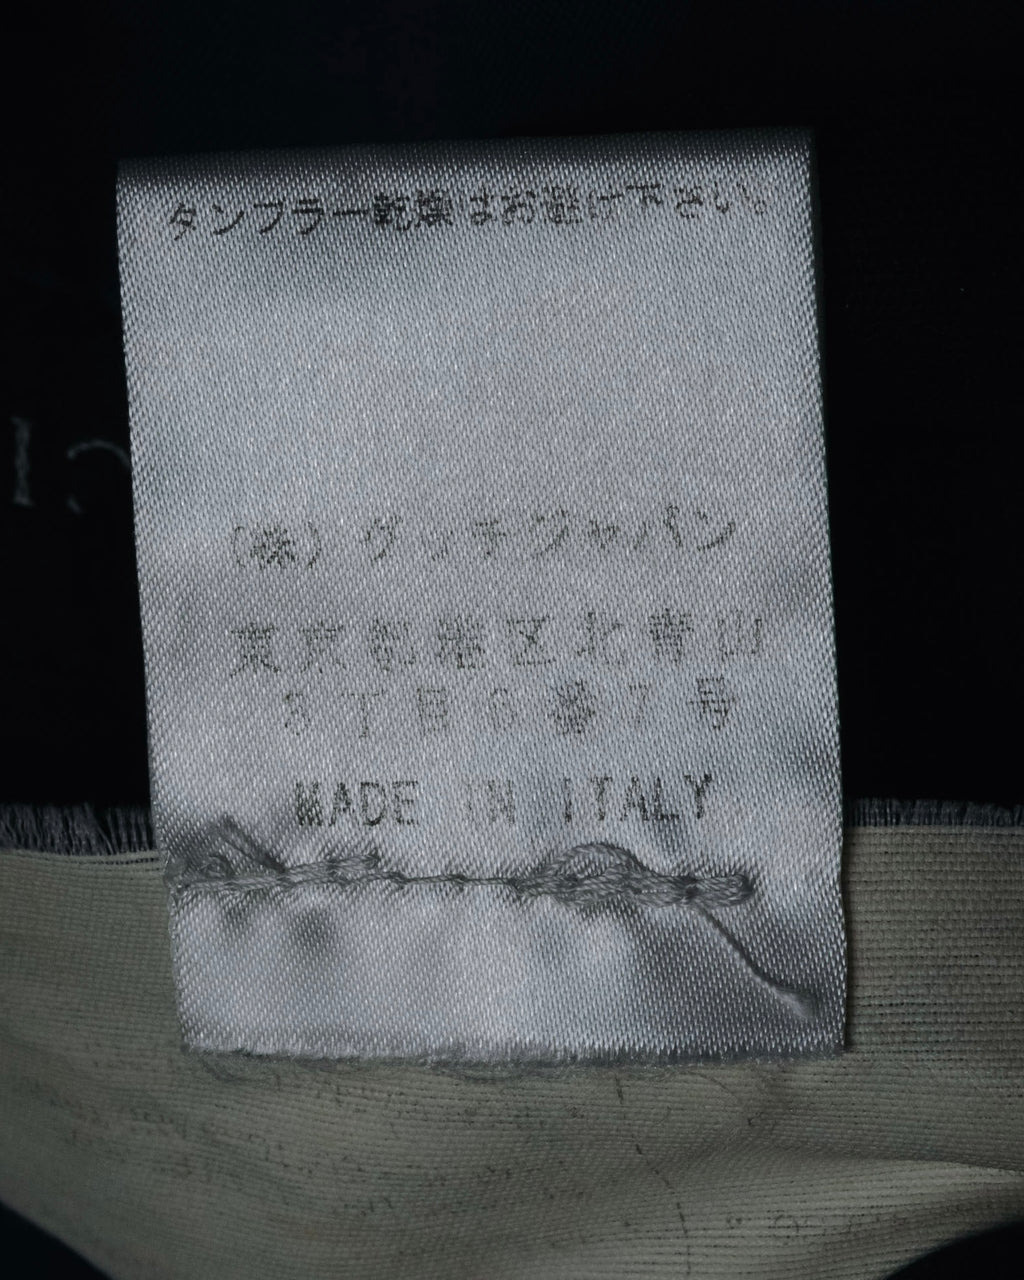 タンブラー乾燥はお避け下さい。
(株) グッチジャパン
東京都港区北青山
3丁目6番7号
MADE IN ITALY